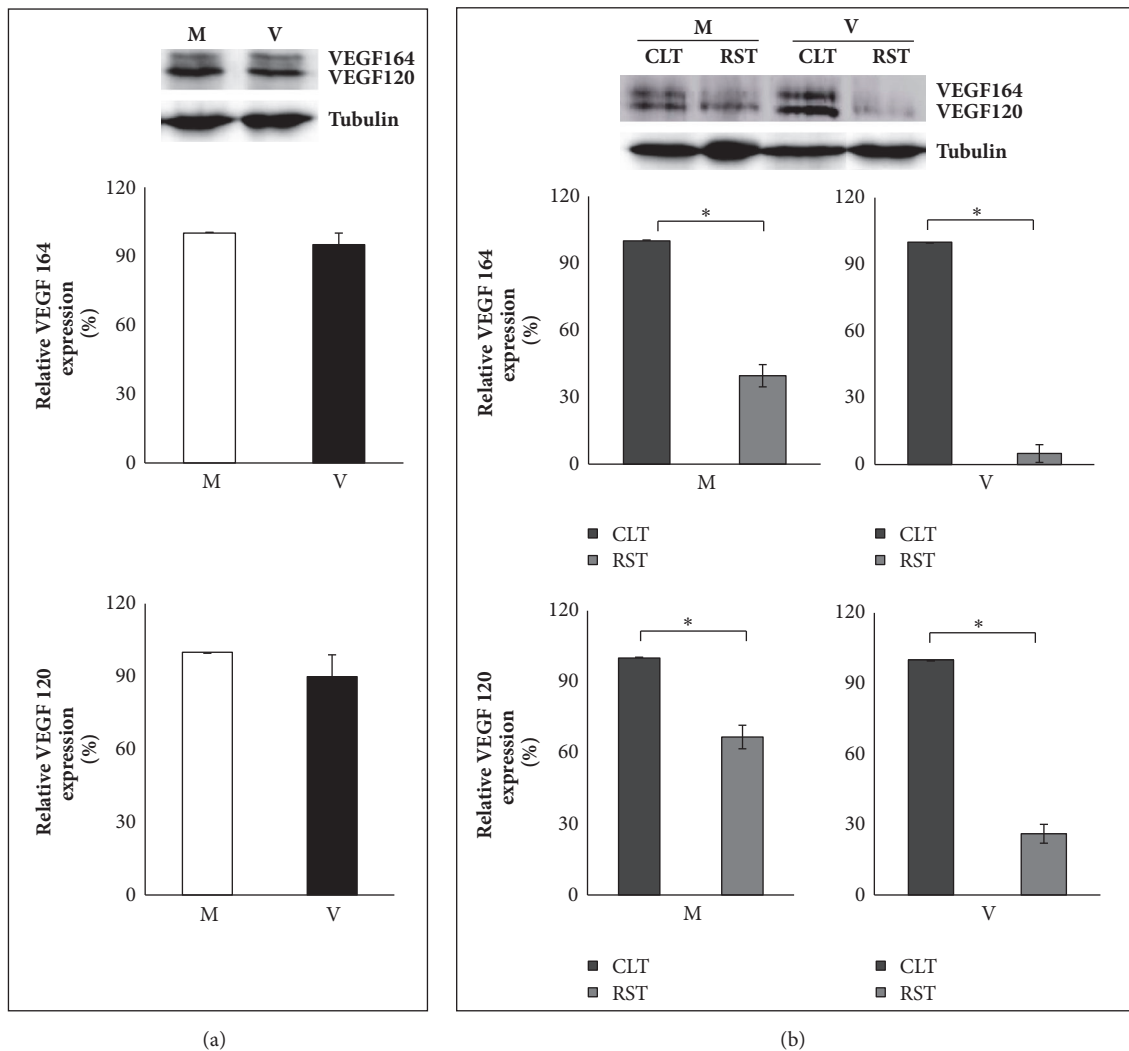 M V
VEGF164
VEGF120
Tubulin
120
90
60
30
0
Relative VEGF 164
expression
(%)
M V
120
90
60
30
0
Relative VEGF 120
expression
(%)
M V
(a)
M V
CLT RST CLT RST
VEGF164
VEGF120
Tubulin
120
90
60
30
0
Relative VEGF 164
expression
(%)
*
M
CLT
RST
120
90
60
30
0
*
V
CLT
RST
120
90
60
30
0
Relative VEGF 120
expression
(%)
*
M
CLT
RST
120
90
60
30
0
*
V
CLT
RST
(b)